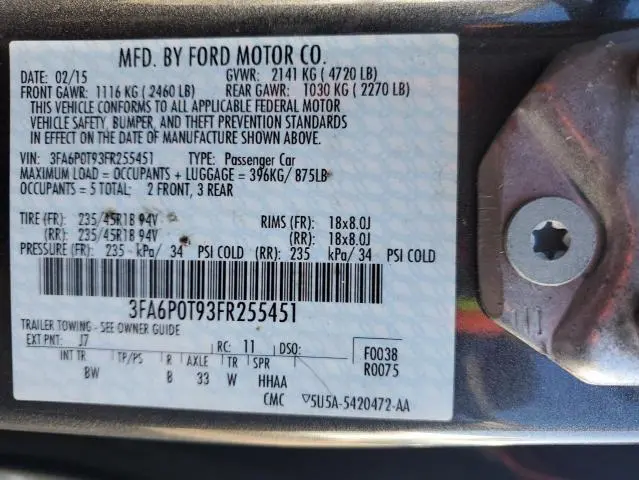 MFD. BY FORD MOTOR CO.
DATE: 02/15 GVWR: 2141 KG ( 4720 LB)
FRONT GAWR: 1116 KG ( 2460 LB) REAR GAWR: 1030 KG ( 2270 LB)
THIS VEHICLE CONFORMS TO ALL APPLICABLE FEDERAL MOTOR
VEHICLE SAFETY, BUMPER, AND THEFT PREVENTION STANDARDS
IN EFFECT ON THE DATE OF MANUFACTURE SHOWN ABOVE.
VIN: 3FA6P0T93FR255451 TYPE: Passenger Car
MAXIMUM LOAD = OCCUPANTS + LUGGAGE = 396KG/ 875LB
OCCUPANTS = 5 TOTAL: 2 FRONT, 3 REAR
TIRE (FR): 235/45R18 94V RIMS (FR): 18x8.0J
(RR): 235/45R18 94V (RR): 18x8.0J
PRESSURE (FR): 235 kPa/ 34 PSI COLD (RR): 235 kPa/ 34 PSI COLD
3FA6P0T93FR255451
TRAILER TOWING - SEE OWNER GUIDE
EXT PNT: J7 RC: 11 DSO: F0038
INT TR TP/PS R AXLE TR SPR R0075
BW B 33 W HHAA
CMC ▽5U5A-5420472-AA